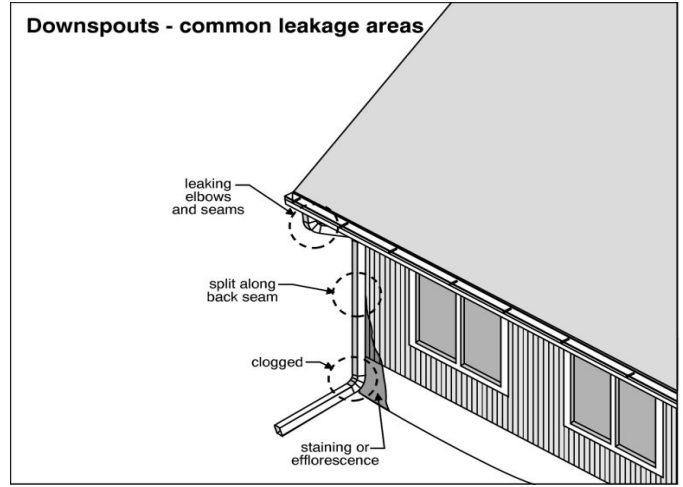 Downspouts - common leakage areas
leaking
elbows
and seams
split along
back seam
clogged
staining or
efflorescence